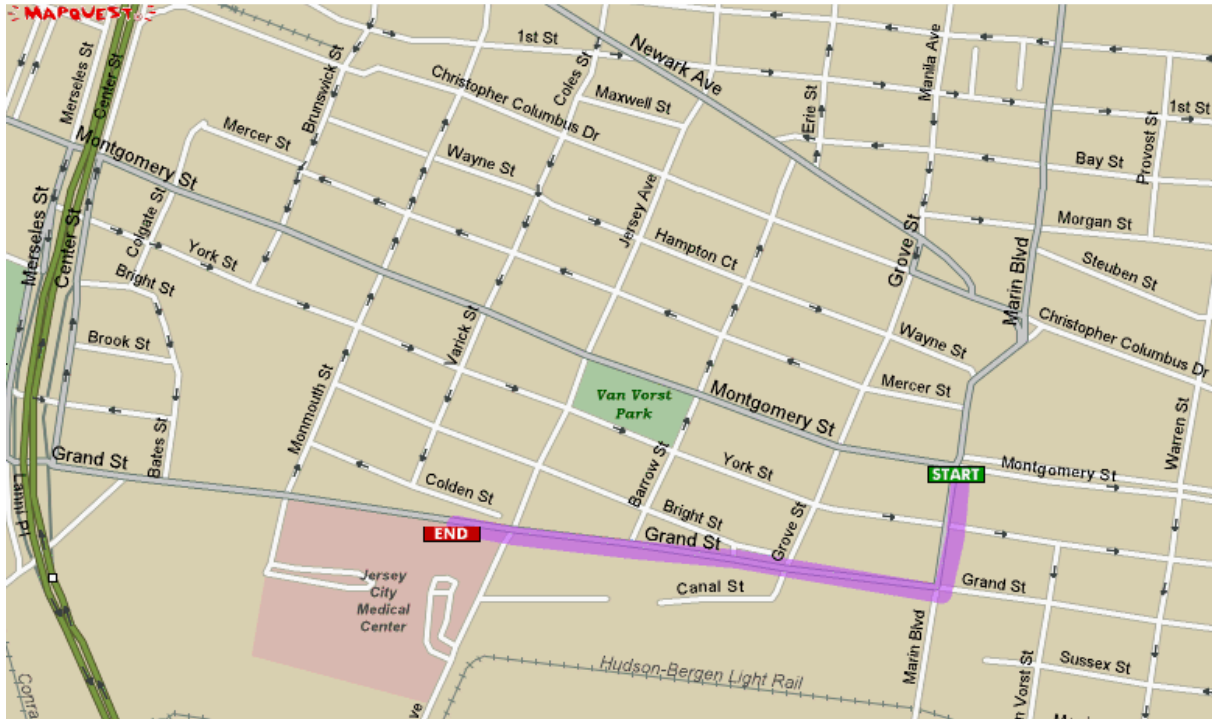 MAPQUEST
Merseles St
Center St
1st St
Newark Ave
Manila Ave
Brunswick St
Coles St
Christopher Columbus Dr
Maxwell St
Erie St
1st St
Provost St
Bay St
Mercer St
Montgomery St
Wayne St
Jersey Ave
Morgan St
Colgate St
York St
Hampton Ct
Grove St
Marin Blvd
Steuben St
Merseles St
Center St
Bright St
Christopher Columbus Dr
Brook St
Varick St
Wayne St
Mercer St
Monmouth St
Van Vorst
Park
Montgomery St
Warren St
Grand St
Bates St
Lanni Pl
Colden St
Barrow St
York St
START
Montgomery St
END
Bright St
Grand St
Grove St
Jersey
City
Medical
Center
Canal St
Grand St
Marin Blvd
Hudson-Bergen Light Rail
Sussex St
n Vorst St
Conra
ve